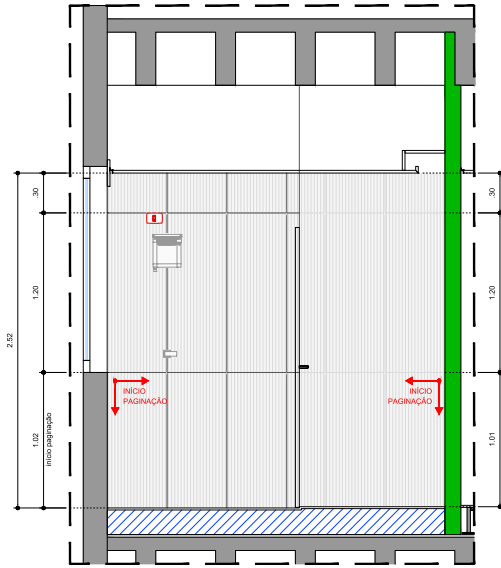 .30
1.20
2.52
1.02
início paginação
INÍCIO
PAGINAÇÃO
INÍCIO
PAGINAÇÃO
.30
1.20
1.01